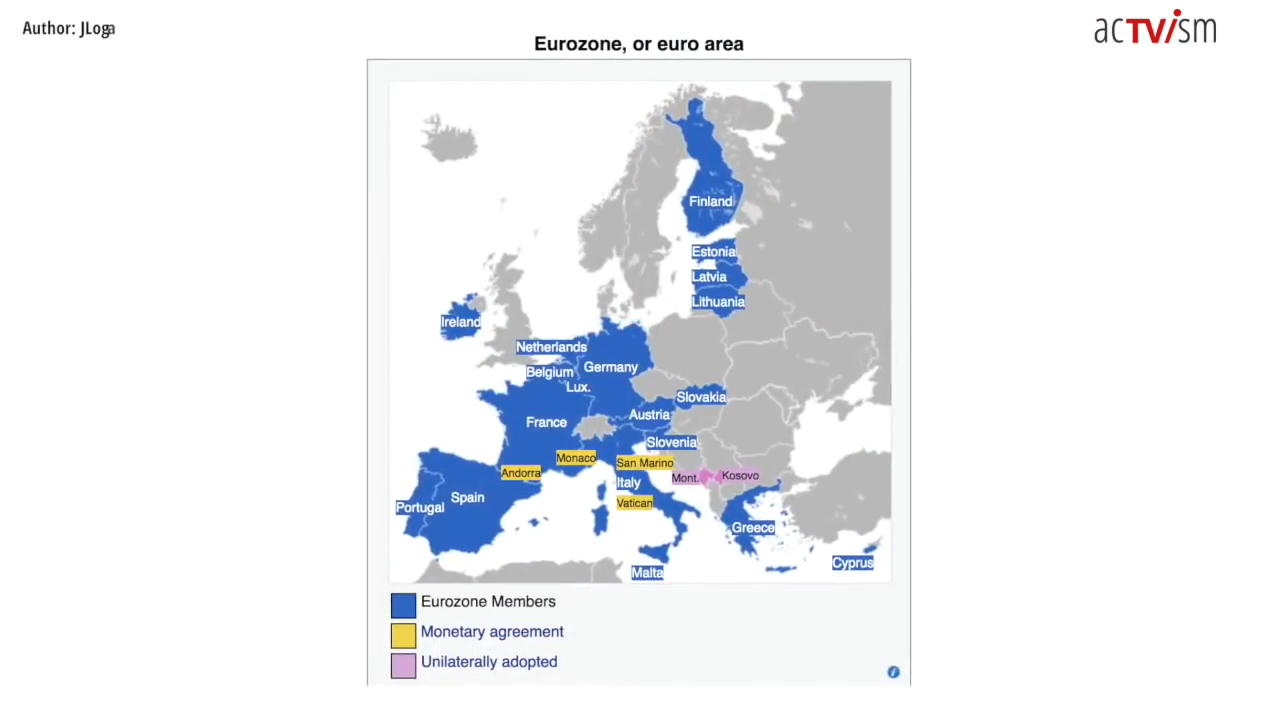 Author: JLoga
acTVism
Eurozone, or euro area
Finland
Estonia
Latvia
Lithuania
Ireland
Netherlands
Germany
Belgium
Lux.
Slovakia
Austria
France
Slovenia
Monaco
San Marino
Andorra
Mont.
Kosovo
Italy
Spain
Vatican
Portugal
Greece
Cyprus
Malta
Eurozone Members
Monetary agreement
Unilaterally adopted
i